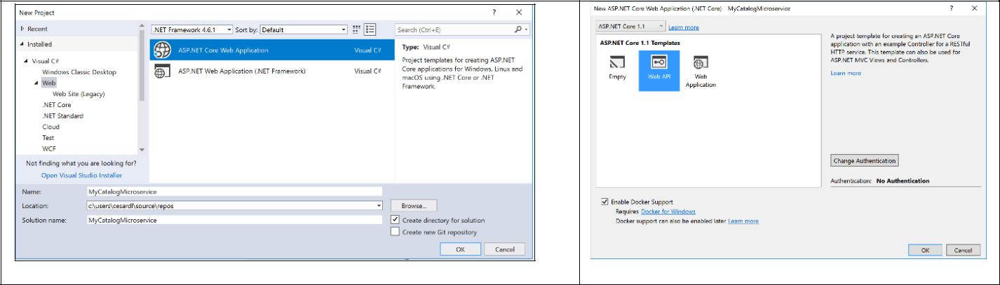 New Project
?
Recent
Installed
Visual C#
Windows Classic Desktop
Web
Web Site (Legacy)
.NET Core
.NET Standard
Cloud
Test
WCF
Not finding what you are looking for?
Open Visual Studio Installer
.NET Framework 4.6.1
Sort by: Default
Search (Ctrl+E)
ASP.NET Core Web Application Visual C#
ASP.NET Web Application (.NET Framework) Visual C#
Type: Visual C#
Project templates for creating ASP.NET
Core applications for Windows, Linux and
macOS using .NET Core or .NET
Framework.
Name: MyCatalogMicroservice
Location: c:\users\cesardl\source\repos
Browse...
Solution name: MyCatalogMicroservice
Create directory for solution
Create new Git repository
OK Cancel
New ASP.NET Core Web Application (.NET Core) MyCatalogMicroservice
?
ASP.NET Core 1.1
Learn more
ASP.NET Core 1.1 Templates
Empty
Web API
Web
Application
A project template for creating an ASP.NET Core
application with an example Controller for a RESTful
HTTP service. This template can also be used for
ASP.NET MVC Views and Controllers.
Learn more
Change Authentication
Authentication: No Authentication
Enable Docker Support
Requires Docker for Windows
Docker support can also be enabled later Learn more
OK Cancel